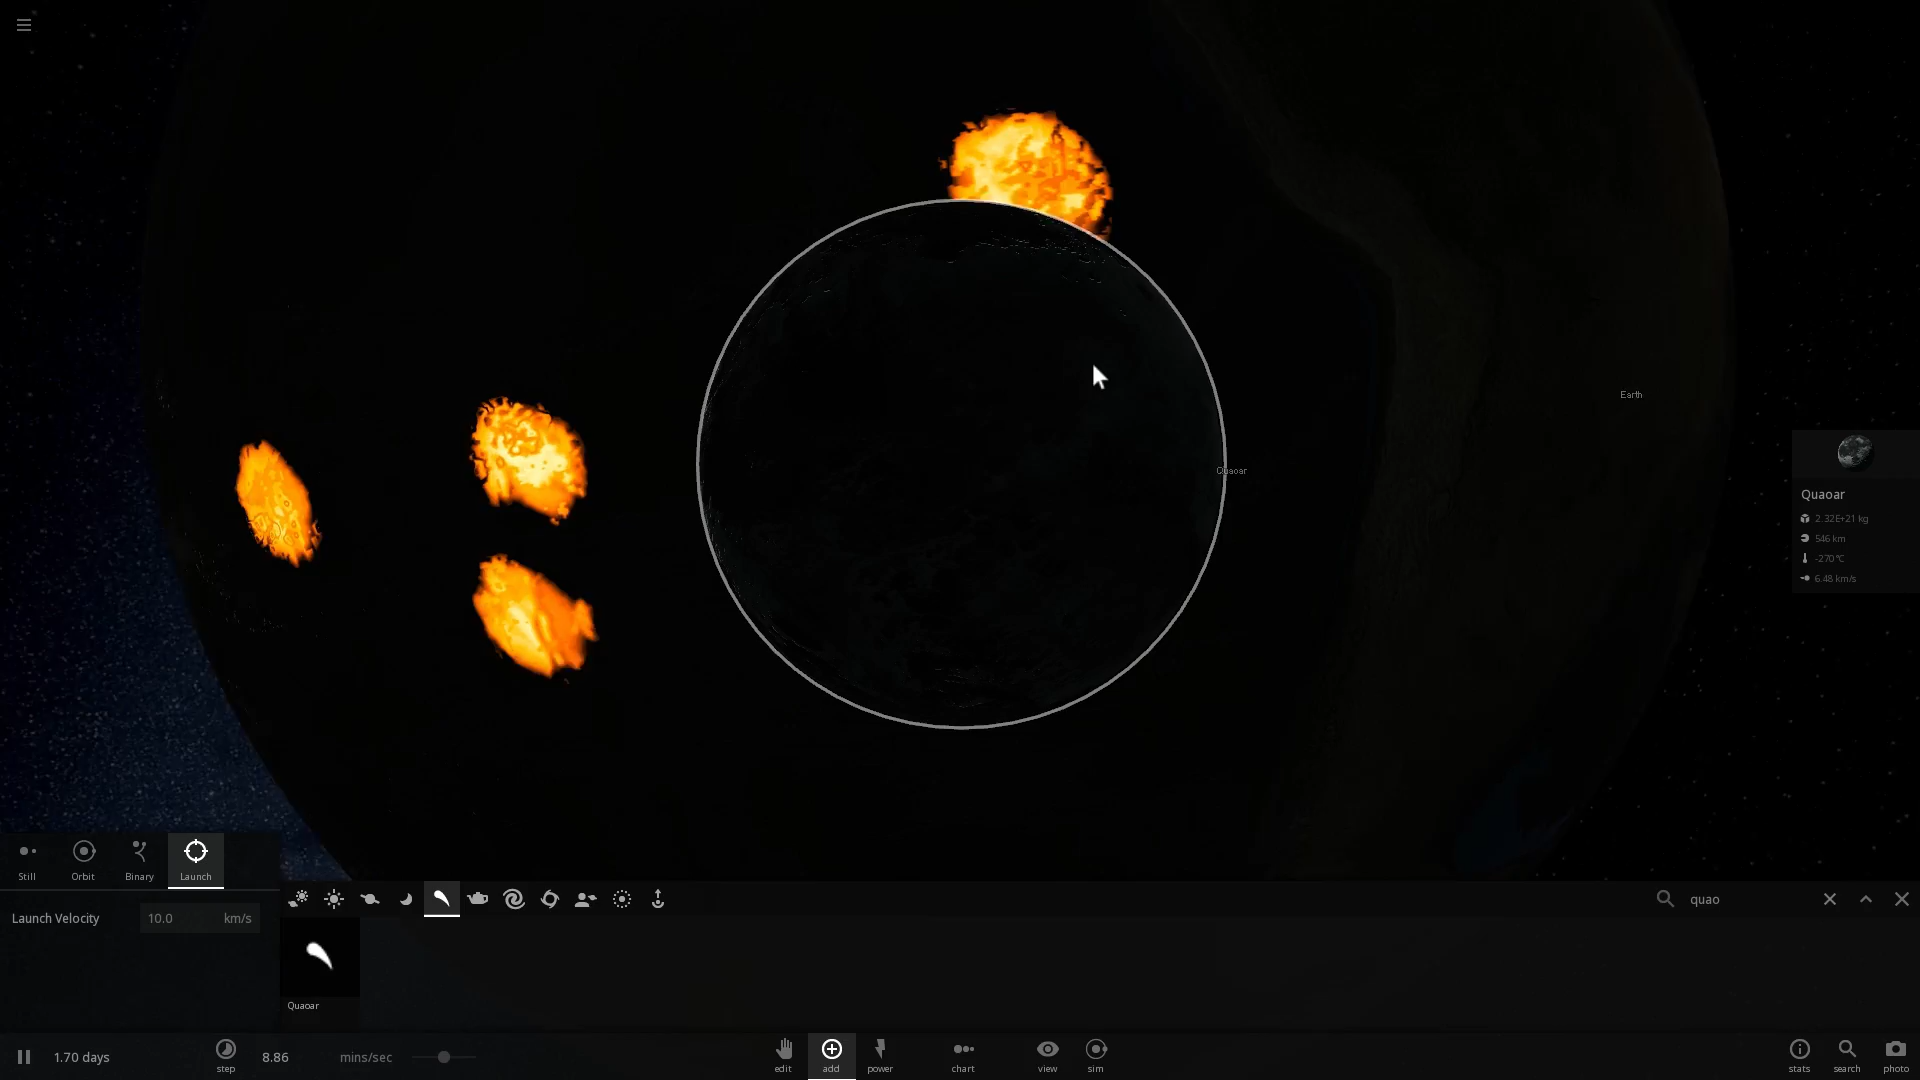 Earth
Quaoar
Quaoar
2.32E+21 kg
546 km
-270 °C
6.48 km/s
Still
Orbit
Binary
Launch
quao
Launch Velocity
10.0
km/s
Quaoar
1.70 days
step
8.86
mins/sec
edit
add
power
chart
view
sim
stats
search
photo